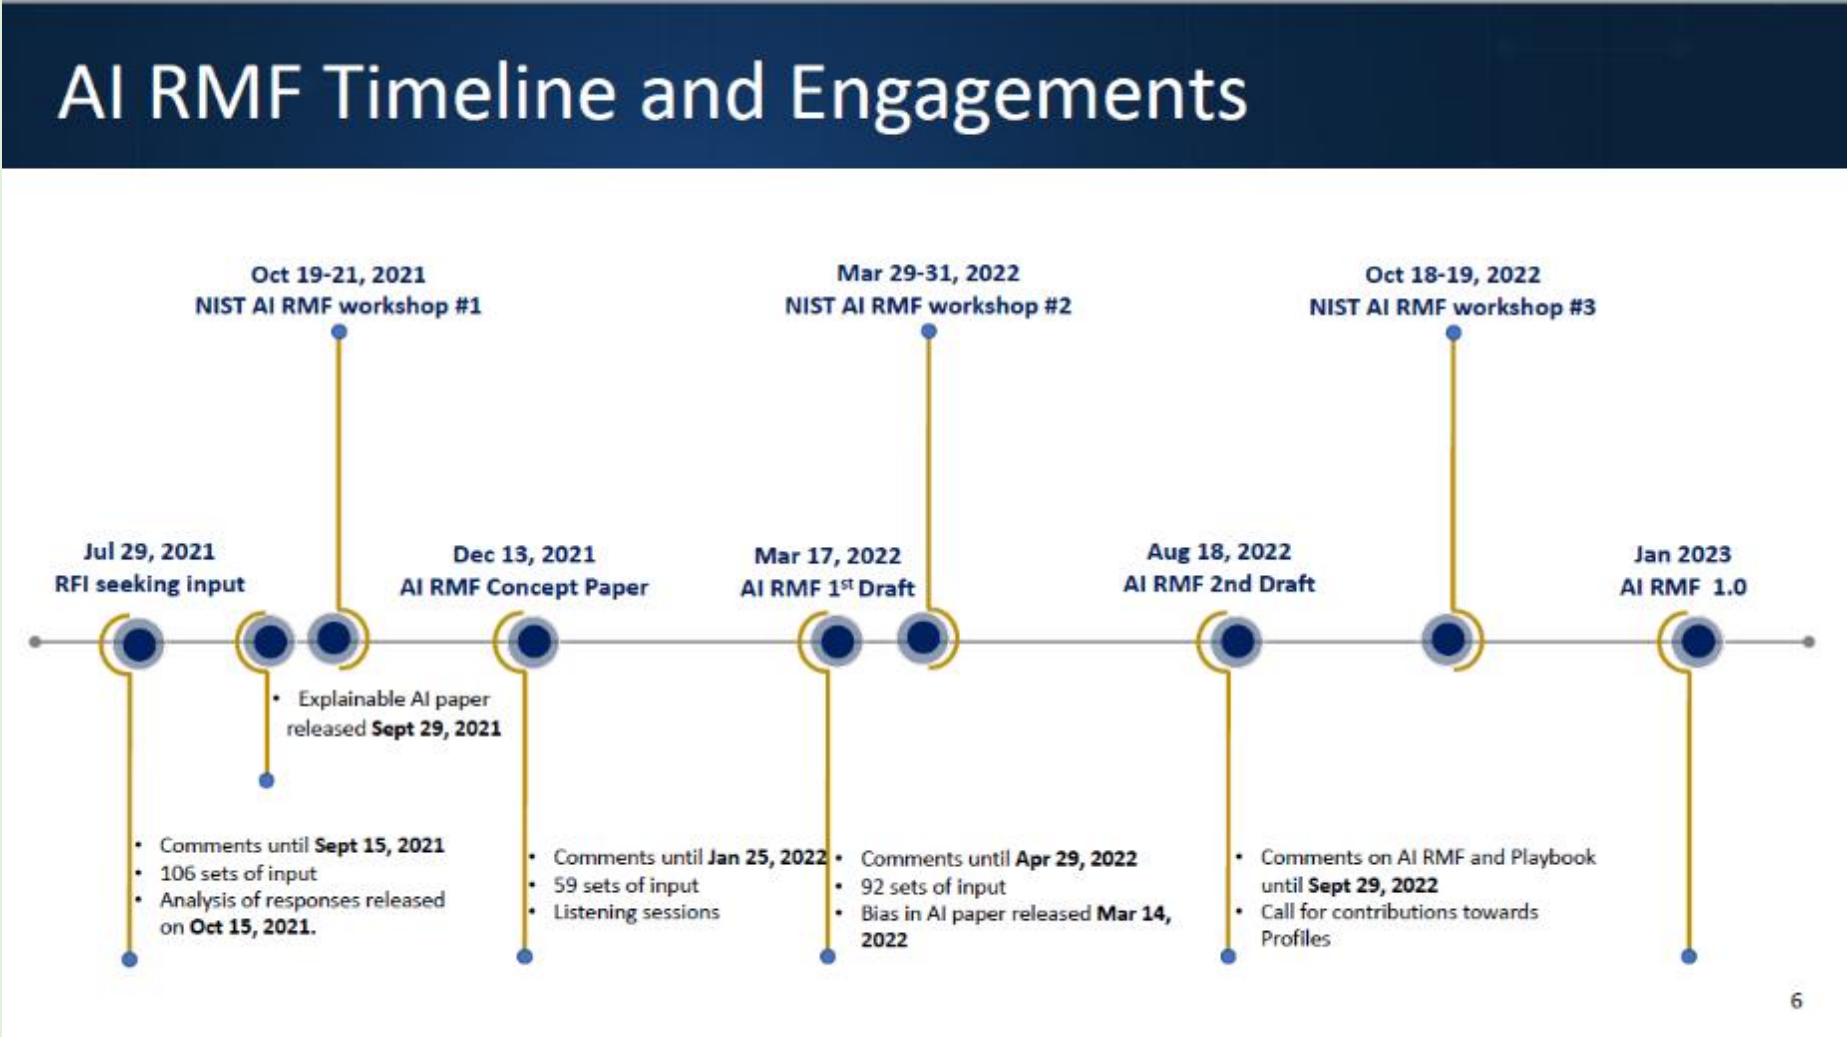 AI RMF Timeline and Engagements
Oct 19-21, 2021
NIST AI RMF workshop #1
Mar 29-31, 2022
NIST AI RMF workshop #2
Oct 18-19, 2022
NIST AI RMF workshop #3
Jul 29, 2021
RFI seeking input
Dec 13, 2021
AI RMF Concept Paper
Mar 17, 2022
AI RMF 1st Draft
Aug 18, 2022
AI RMF 2nd Draft
Jan 2023
AI RMF 1.0
• Explainable AI paper
released Sept 29, 2021
• Comments until Sept 15, 2021
• 106 sets of input
• Analysis of responses released
on Oct 15, 2021.
• Comments until Jan 25, 2022
• 59 sets of input
• Listening sessions
• Comments until Apr 29, 2022
• 92 sets of input
• Bias in AI paper released Mar 14,
2022
• Comments on AI RMF and Playbook
until Sept 29, 2022
• Call for contributions towards
Profiles
6